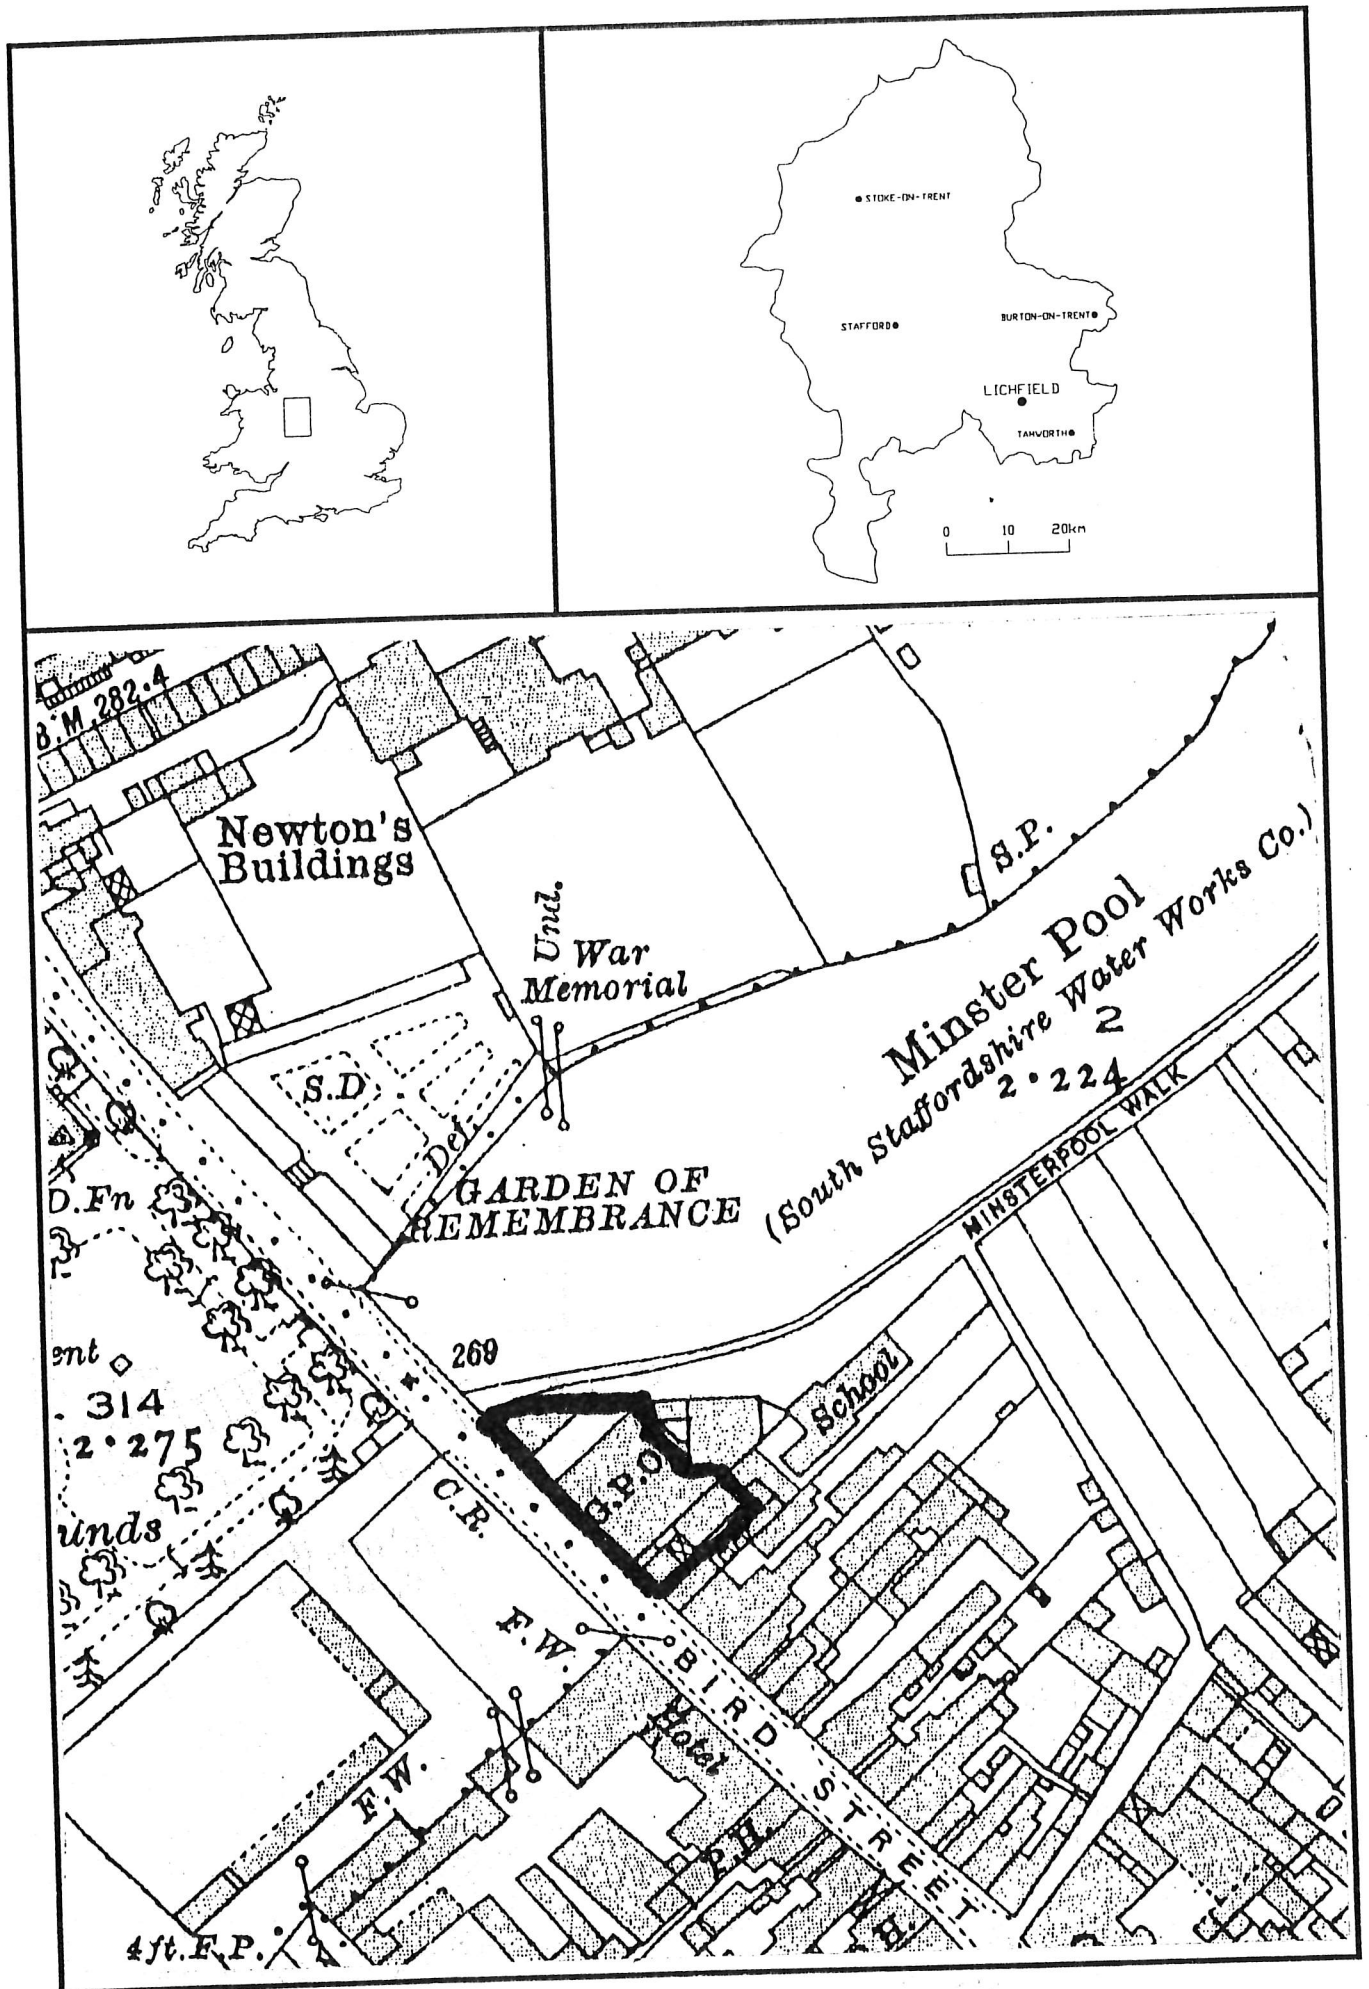 STOKE-ON-TRENT
STAFFORD
BURTON-ON-TRENT
LICHFIELD
TAMWORTH
0 10 20km
B.M. 282.4
Newton's
Buildings
Und.
War
Memorial
S.P.
Minster Pool
(South Staffordshire Water Works Co.)
2
2.224
MINSTERPOOL WALK
S.D
Def.
D.Fn
GARDEN OF
REMEMBRANCE
269
ent
314
2.275
unds
School
G.P.O
C.R.
F.W.
BIRD STREET
Hotel
F.W.
P.H.
H.
4ft.F.P.